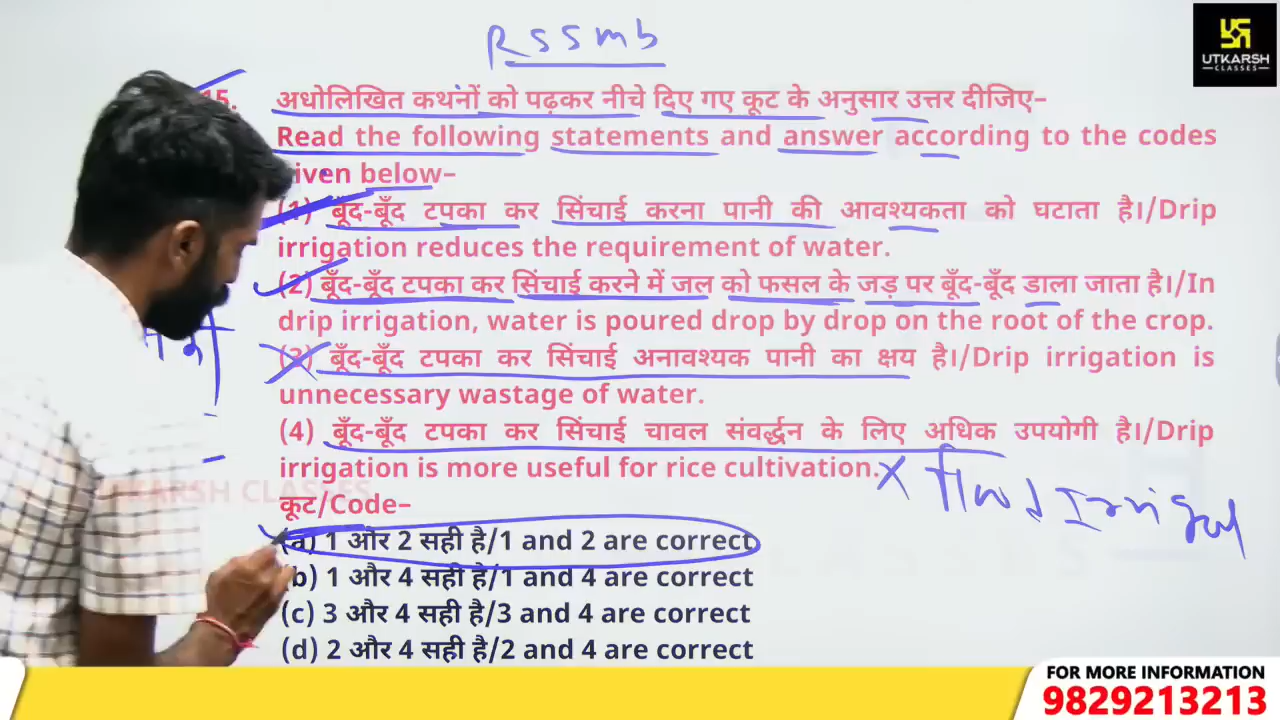 Rssmb
UTKARSH
CLASSES
15. अधोलिखित कथनों को पढ़कर नीचे दिए गए कूट के अनुसार उत्तर दीजिए–
Read the following statements and answer according to the codes
given below–
(1) बूँद-बूँद टपका कर सिंचाई करना पानी की आवश्यकता को घटाता है।/Drip
irrigation reduces the requirement of water.
(2) बूँद-बूँद टपका कर सिंचाई करने में जल को फसल के जड़ पर बूँद-बूँद डाला जाता है।/In
drip irrigation, water is poured drop by drop on the root of the crop.
(3) बूँद-बूँद टपका कर सिंचाई अनावश्यक पानी का क्षय है।/Drip irrigation is
unnecessary wastage of water.
(4) बूँद-बूँद टपका कर सिंचाई चावल संवर्द्धन के लिए अधिक उपयोगी है।/Drip
irrigation is more useful for rice cultivation.
UTKARSH CLASSES
कूट/Code–
(a) 1 और 2 सही है/1 and 2 are correct
(b) 1 और 4 सही है/1 and 4 are correct
(c) 3 और 4 सही है/3 and 4 are correct
(d) 2 और 4 सही है/2 and 4 are correct
FOR MORE INFORMATION
9829213213